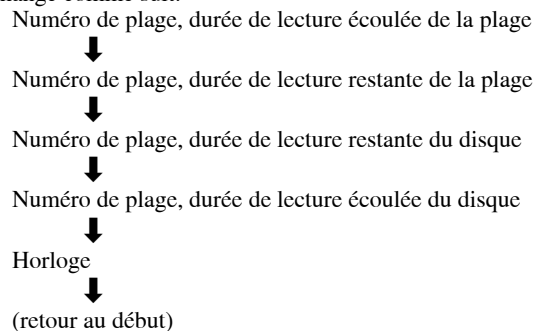 Numéro de plage, durée de lecture écoulée de la plage
Numéro de plage, durée de lecture restante de la plage
Numéro de plage, durée de lecture restante du disque
Numéro de plage, durée de lecture écoulée du disque
Horloge
(retour au début)